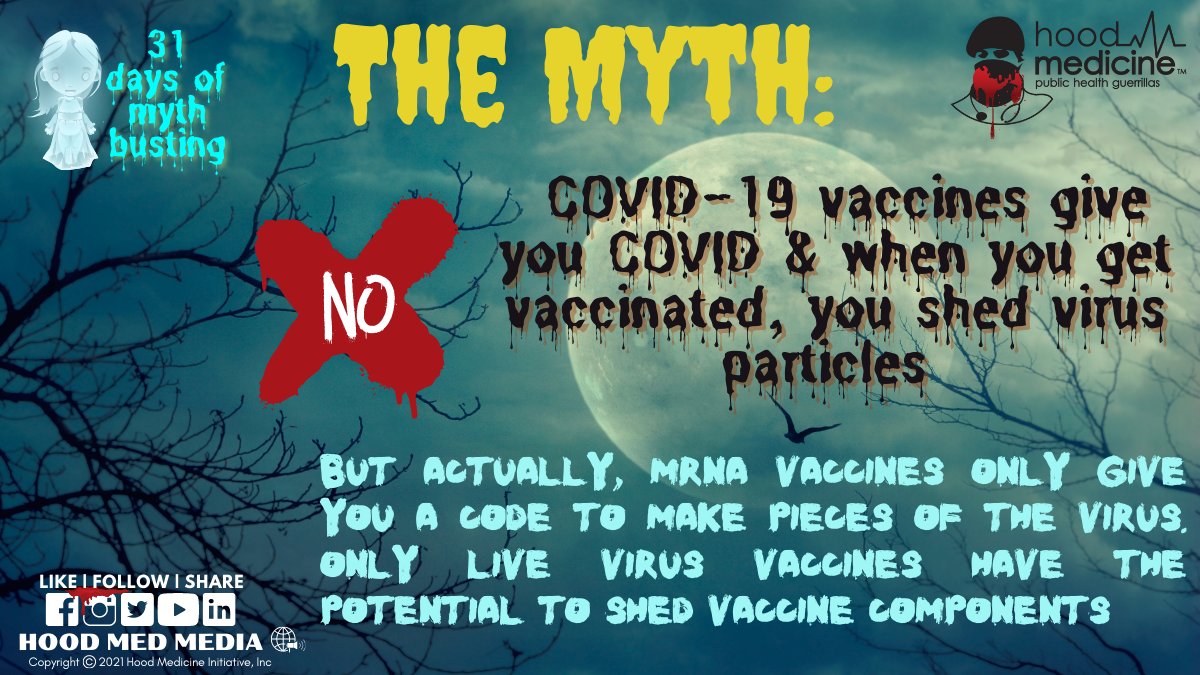 31
days of
myth
busting
THE MYTH:
hood
medicine™
public health guerrillas
NO
COVID-19 vaccines give
you COVID & when you get
vaccinated, you shed virus
particles
But actually, mRNA vaccines only give
you a code to make pieces of the virus.
Only live virus vaccines have the
potential to shed vaccine components
LIKE | FOLLOW | SHARE
HOOD MED MEDIA
Copyright © 2021 Hood Medicine Initiative, Inc